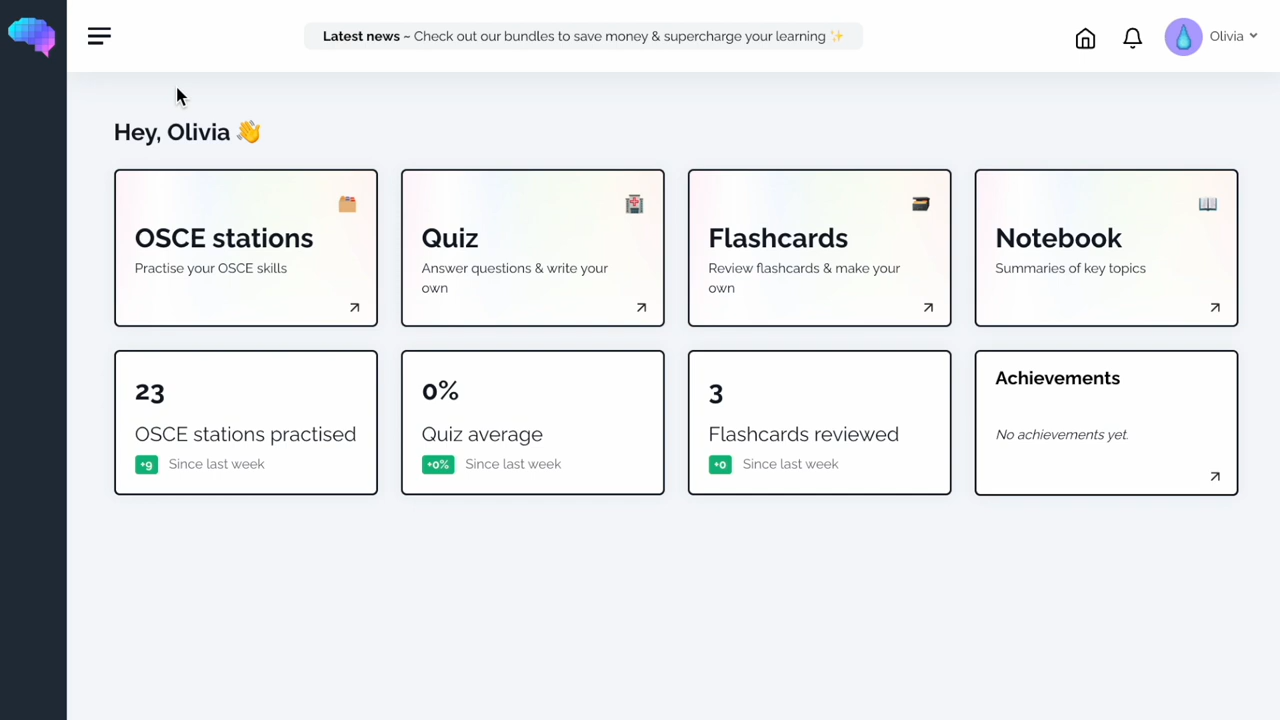 Latest news ~ Check out our bundles to save money & supercharge your learning ✨
Olivia
Hey, Olivia 👋
OSCE stations
Practise your OSCE skills
Quiz
Answer questions & write your
own
Flashcards
Review flashcards & make your
own
Notebook
Summaries of key topics
23
OSCE stations practised
+9 Since last week
0%
Quiz average
+0% Since last week
3
Flashcards reviewed
+0 Since last week
Achievements
No achievements yet.